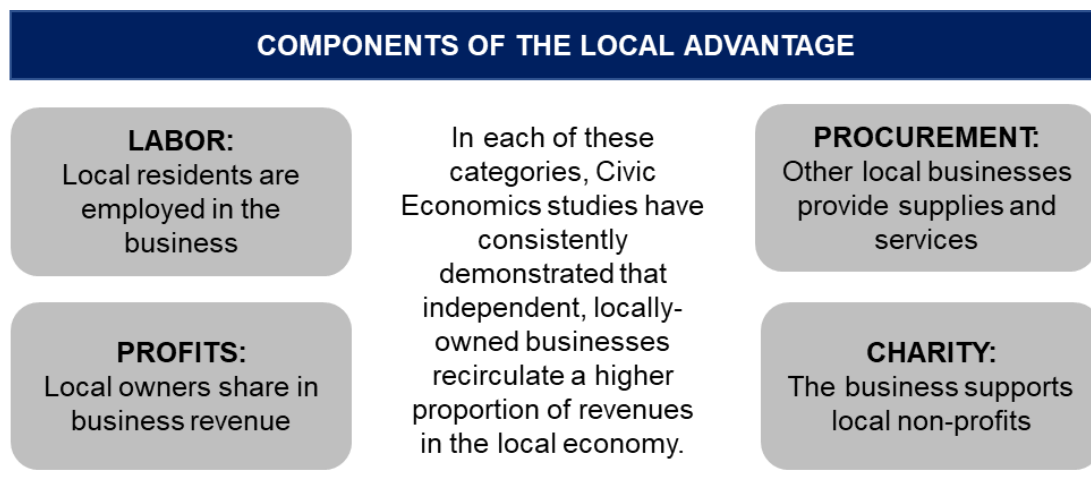 COMPONENTS OF THE LOCAL ADVANTAGE
LABOR:
Local residents are
employed in the
business
PROFITS:
Local owners share in
business revenue
In each of these
categories, Civic
Economics studies have
consistently
demonstrated that
independent, locally-
owned businesses
recirculate a higher
proportion of revenues
in the local economy.
PROCUREMENT:
Other local businesses
provide supplies and
services
CHARITY:
The business supports
local non-profits